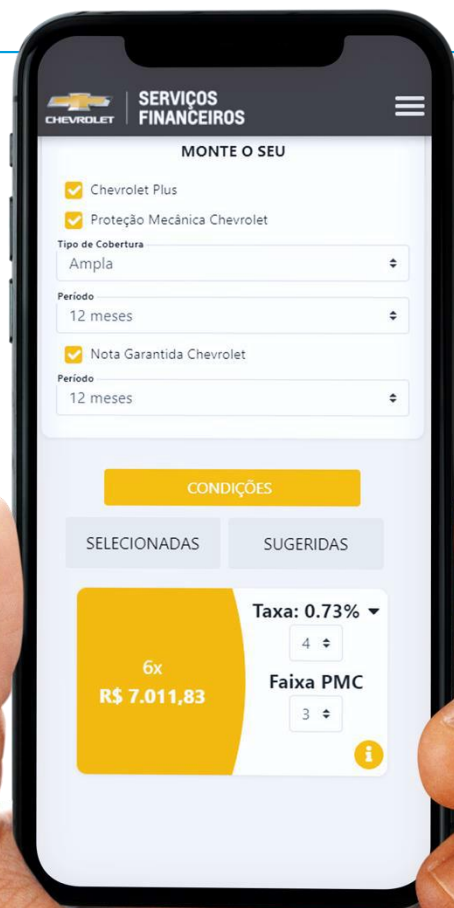 CHEVROLET
SERVIÇOS
FINANCEIROS
MONTE O SEU
Chevrolet Plus
Proteção Mecânica Chevrolet
Tipo de Cobertura
Ampla
Período
12 meses
Nota Garantida Chevrolet
Período
12 meses
CONDIÇÕES
SELECIONADAS
SUGERIDAS
6x
R$ 7.011,83
Taxa: 0.73%
4
Faixa PMC
3
i